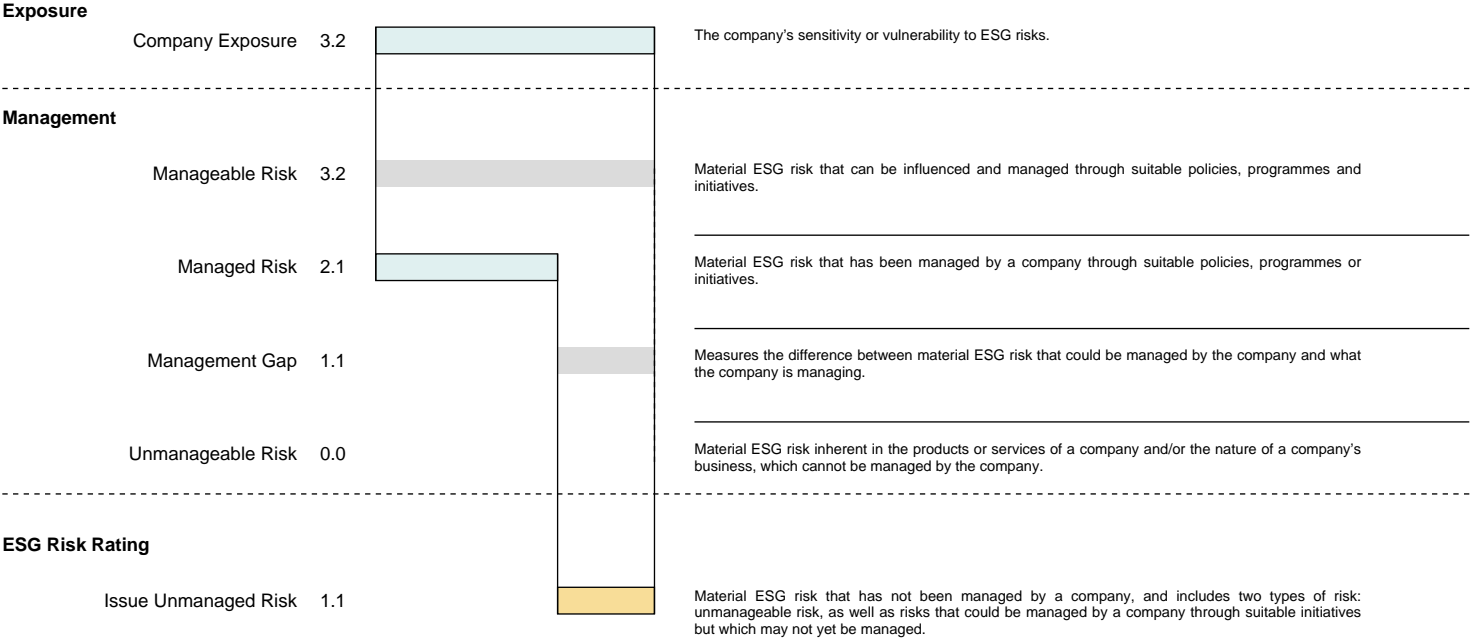 Exposure
Company Exposure 3.2
The company’s sensitivity or vulnerability to ESG risks.
Management
Manageable Risk 3.2
Material ESG risk that can be influenced and managed through suitable policies, programmes and
initiatives.
Managed Risk 2.1
Material ESG risk that has been managed by a company through suitable policies, programmes or
initiatives.
Management Gap 1.1
Measures the difference between material ESG risk that could be managed by the company and what
the company is managing.
Unmanageable Risk 0.0
Material ESG risk inherent in the products or services of a company and/or the nature of a company’s
business, which cannot be managed by the company.
ESG Risk Rating
Issue Unmanaged Risk 1.1
Material ESG risk that has not been managed by a company, and includes two types of risk:
unmanageable risk, as well as risks that could be managed by a company through suitable initiatives
but which may not yet be managed.